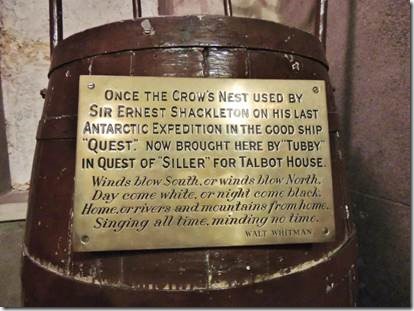 ONCE THE CROW'S NEST USED BY
SIR ERNEST SHACKLETON ON HIS LAST
ANTARCTIC EXPEDITION IN THE GOOD SHIP
"QUEST." NOW BROUGHT HERE BY "TUBBY"
IN QUEST OF "SILLER" FOR TALBOT HOUSE.
Winds blow South, or winds blow North,
Day come white, or night come black,
Home, or rivers and mountains from home,
Singing all time, minding no time.
WALT WHITMAN